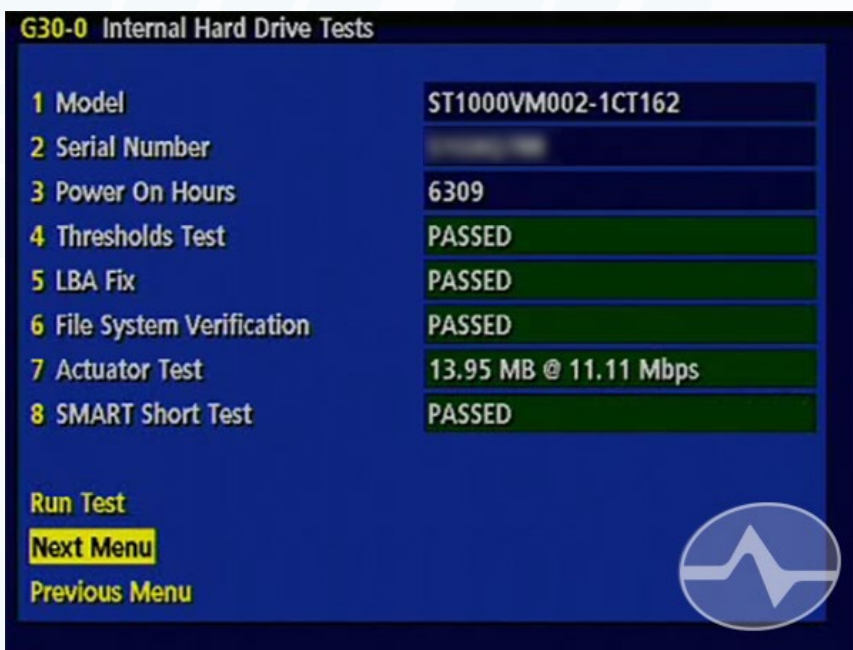 G30-0 Internal Hard Drive Tests
1 Model ST1000VM002-1CT162
2 Serial Number
3 Power On Hours 6309
4 Thresholds Test PASSED
5 LBA Fix PASSED
6 File System Verification PASSED
7 Actuator Test 13.95 MB @ 11.11 Mbps
8 SMART Short Test PASSED
Run Test
Next Menu
Previous Menu